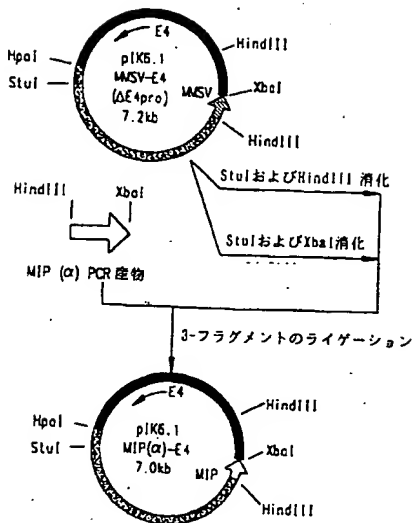 E4
pIK6.1
MMSV-E4
(ΔE4pro)
7.2kb
HpaI
StuI
HindIII
XbaI
MMSV
HindIII
StuIおよびHindIII 消化
HindIII
XbaI
StuIおよびXbaI消化
MIP (α) PCR 産物
3-フラグメントのライゲーション
E4
pIK6.1
MIP(α)-E4
7.0kb
HpaI
StuI
HindIII
XbaI
MIP
HindIII